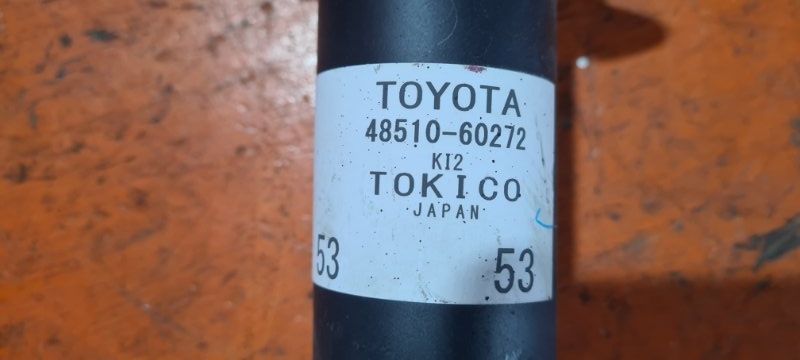 TOYOTA
48510-60272
KI2
TOKICO
JAPAN
53 53